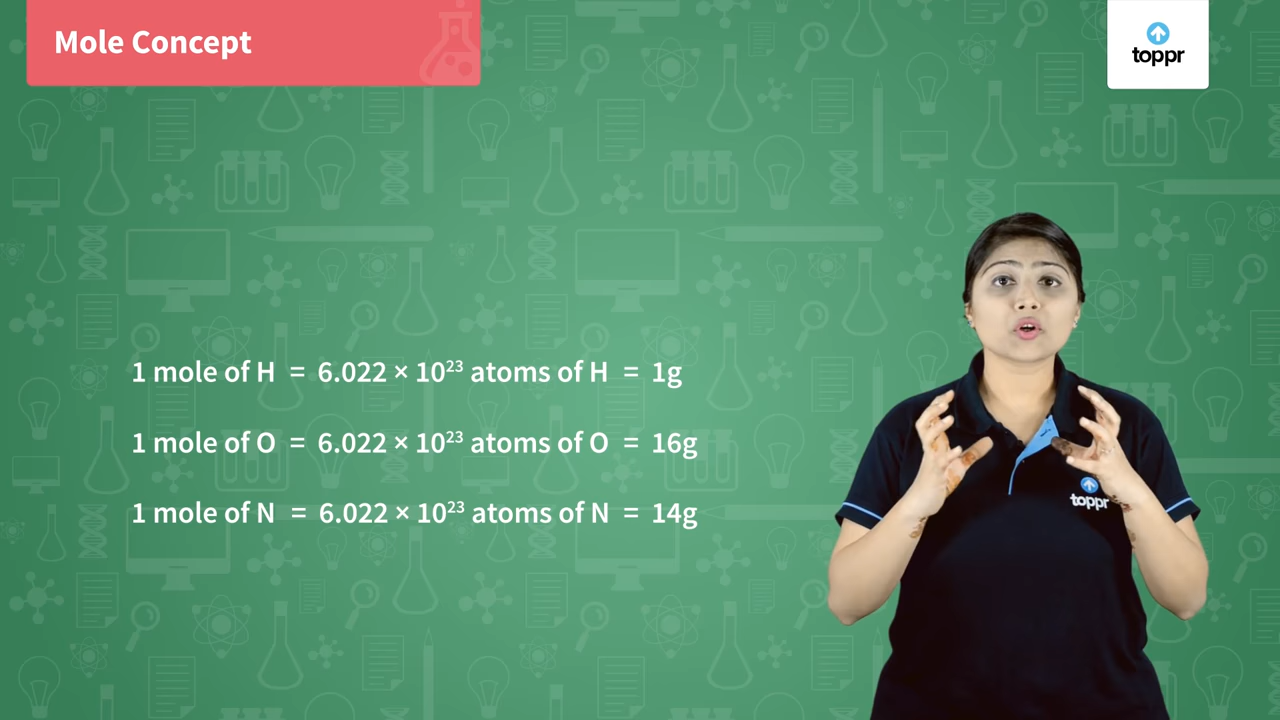 Mole Concept
toppr
1 mole of H = 6.022 × 10²³ atoms of H = 1g
1 mole of O = 6.022 × 10²³ atoms of O = 16g
1 mole of N = 6.022 × 10²³ atoms of N = 14g
toppr